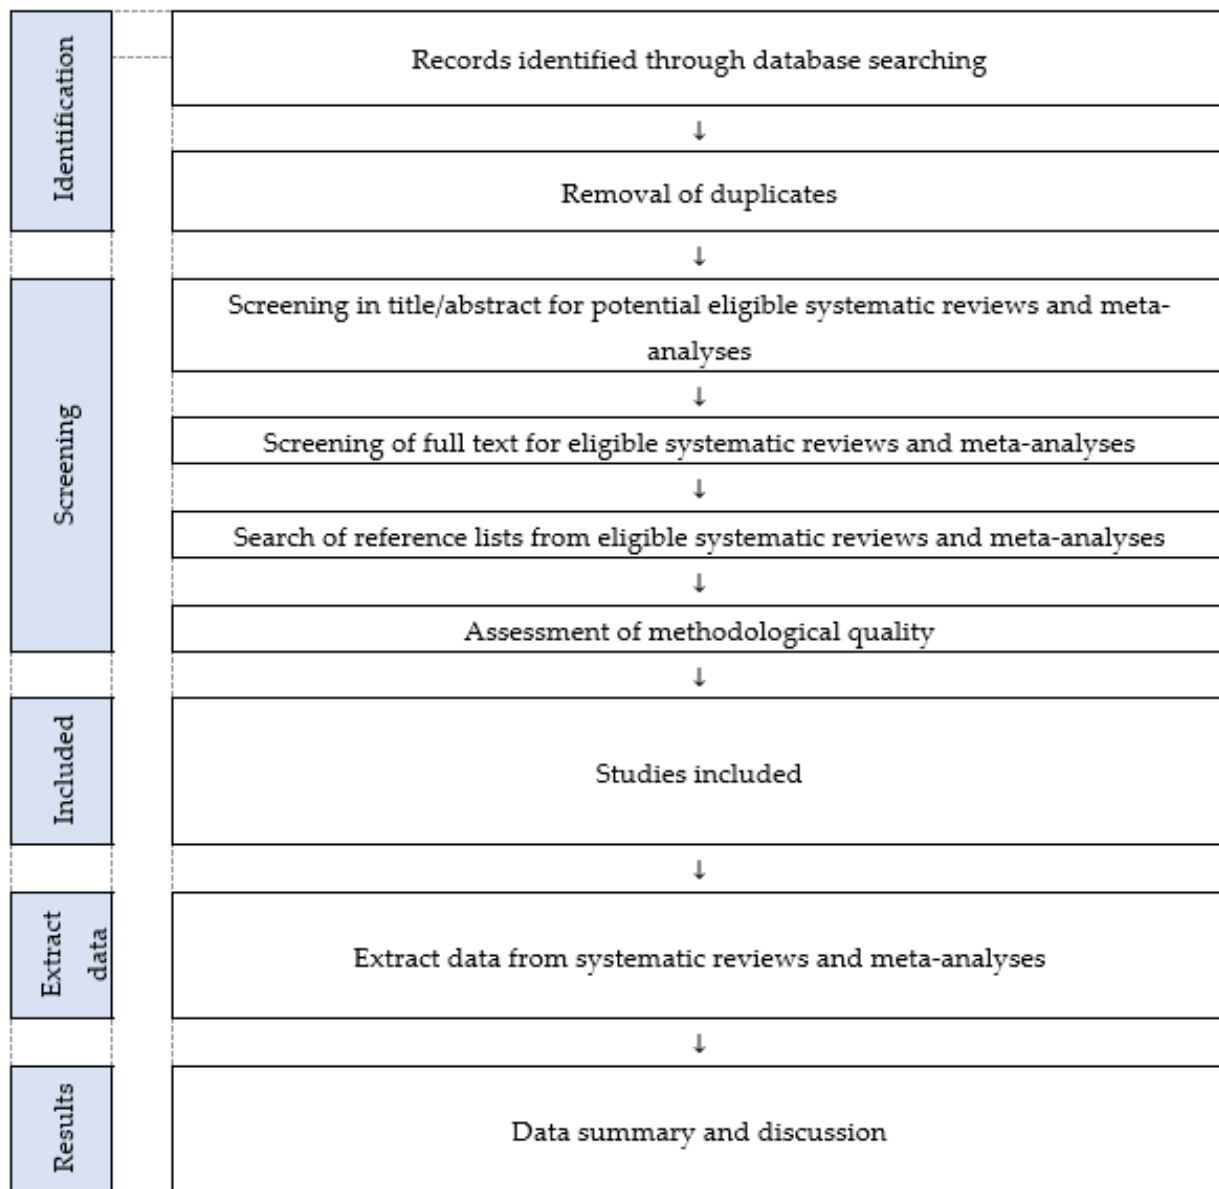 Identification
Records identified through database searching
↓
Removal of duplicates
↓
Screening
Screening in title/abstract for potential eligible systematic reviews and meta-
analyses
↓
Screening of full text for eligible systematic reviews and meta-analyses
↓
Search of reference lists from eligible systematic reviews and meta-analyses
↓
Assessment of methodological quality
↓
Included
Studies included
↓
Extract
data
Extract data from systematic reviews and meta-analyses
↓
Results
Data summary and discussion